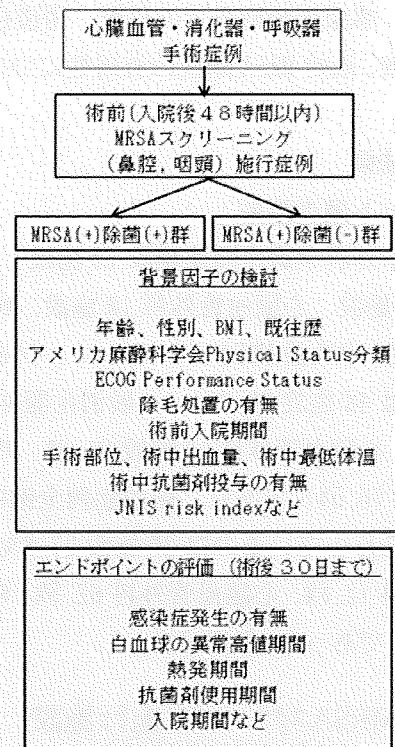 心臓血管・消化器・呼吸器
手術症例
術前(入院後４８時間以内)
MRSAスクリーニング
(鼻腔,咽頭)施行症例
MRSA(+)除菌(+)群
MRSA(+)除菌(-)群
背景因子の検討
年齢、性別、BMI、既往歴
アメリカ麻酔科学会Physical Status分類
ECOG Performance Status
除毛処置の有無
術前入院期間
手術部位、術中出血量、術中最低体温
術中抗菌剤投与の有無
JNIS risk indexなど
エンドポイントの評価 (術後３０日まで)
感染症発生の有無
白血球の異常高値期間
熱発期間
抗菌剤使用期間
入院期間など